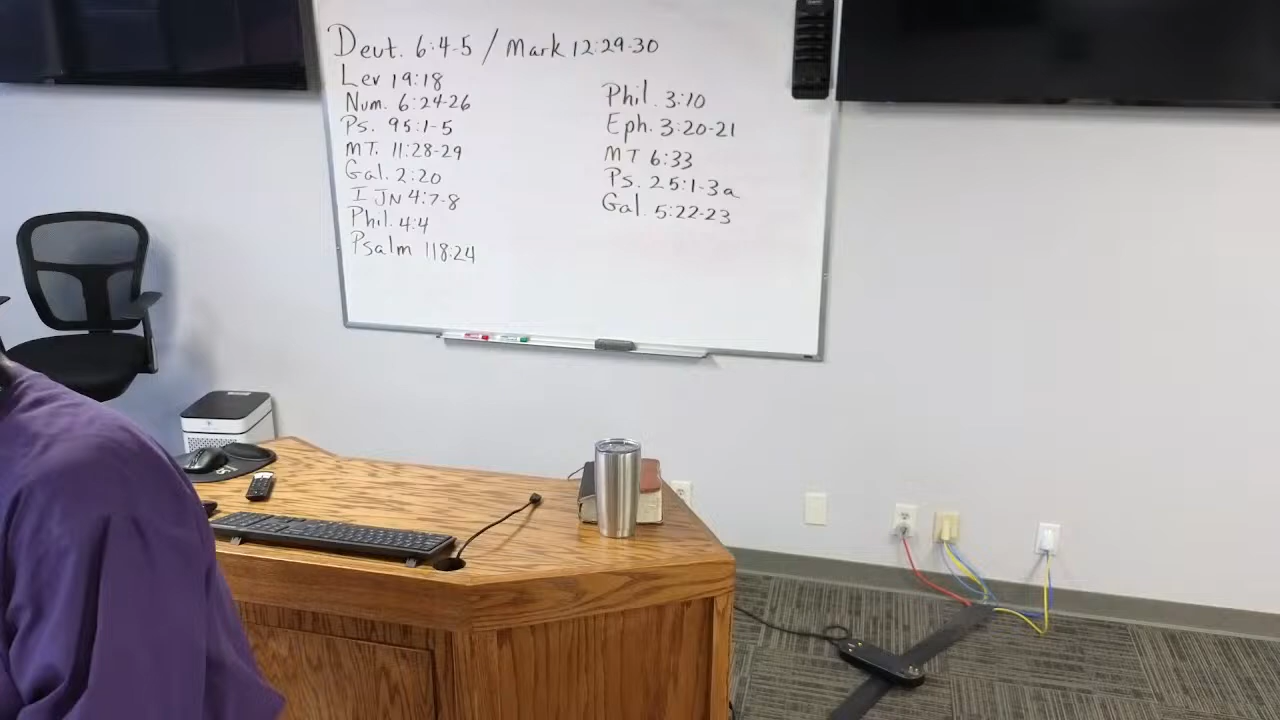 Deut. 6:4-5 / Mark 12:29-30
Lev 19:18
Num. 6:24-26
Ps. 95:1-5
MT. 11:28-29
Gal. 2:20
I JN 4:7-8
Phil. 4:4
Psalm 118:24
Phil. 3:10
Eph. 3:20-21
MT 6:33
Ps. 25:1-3a
Gal. 5:22-23